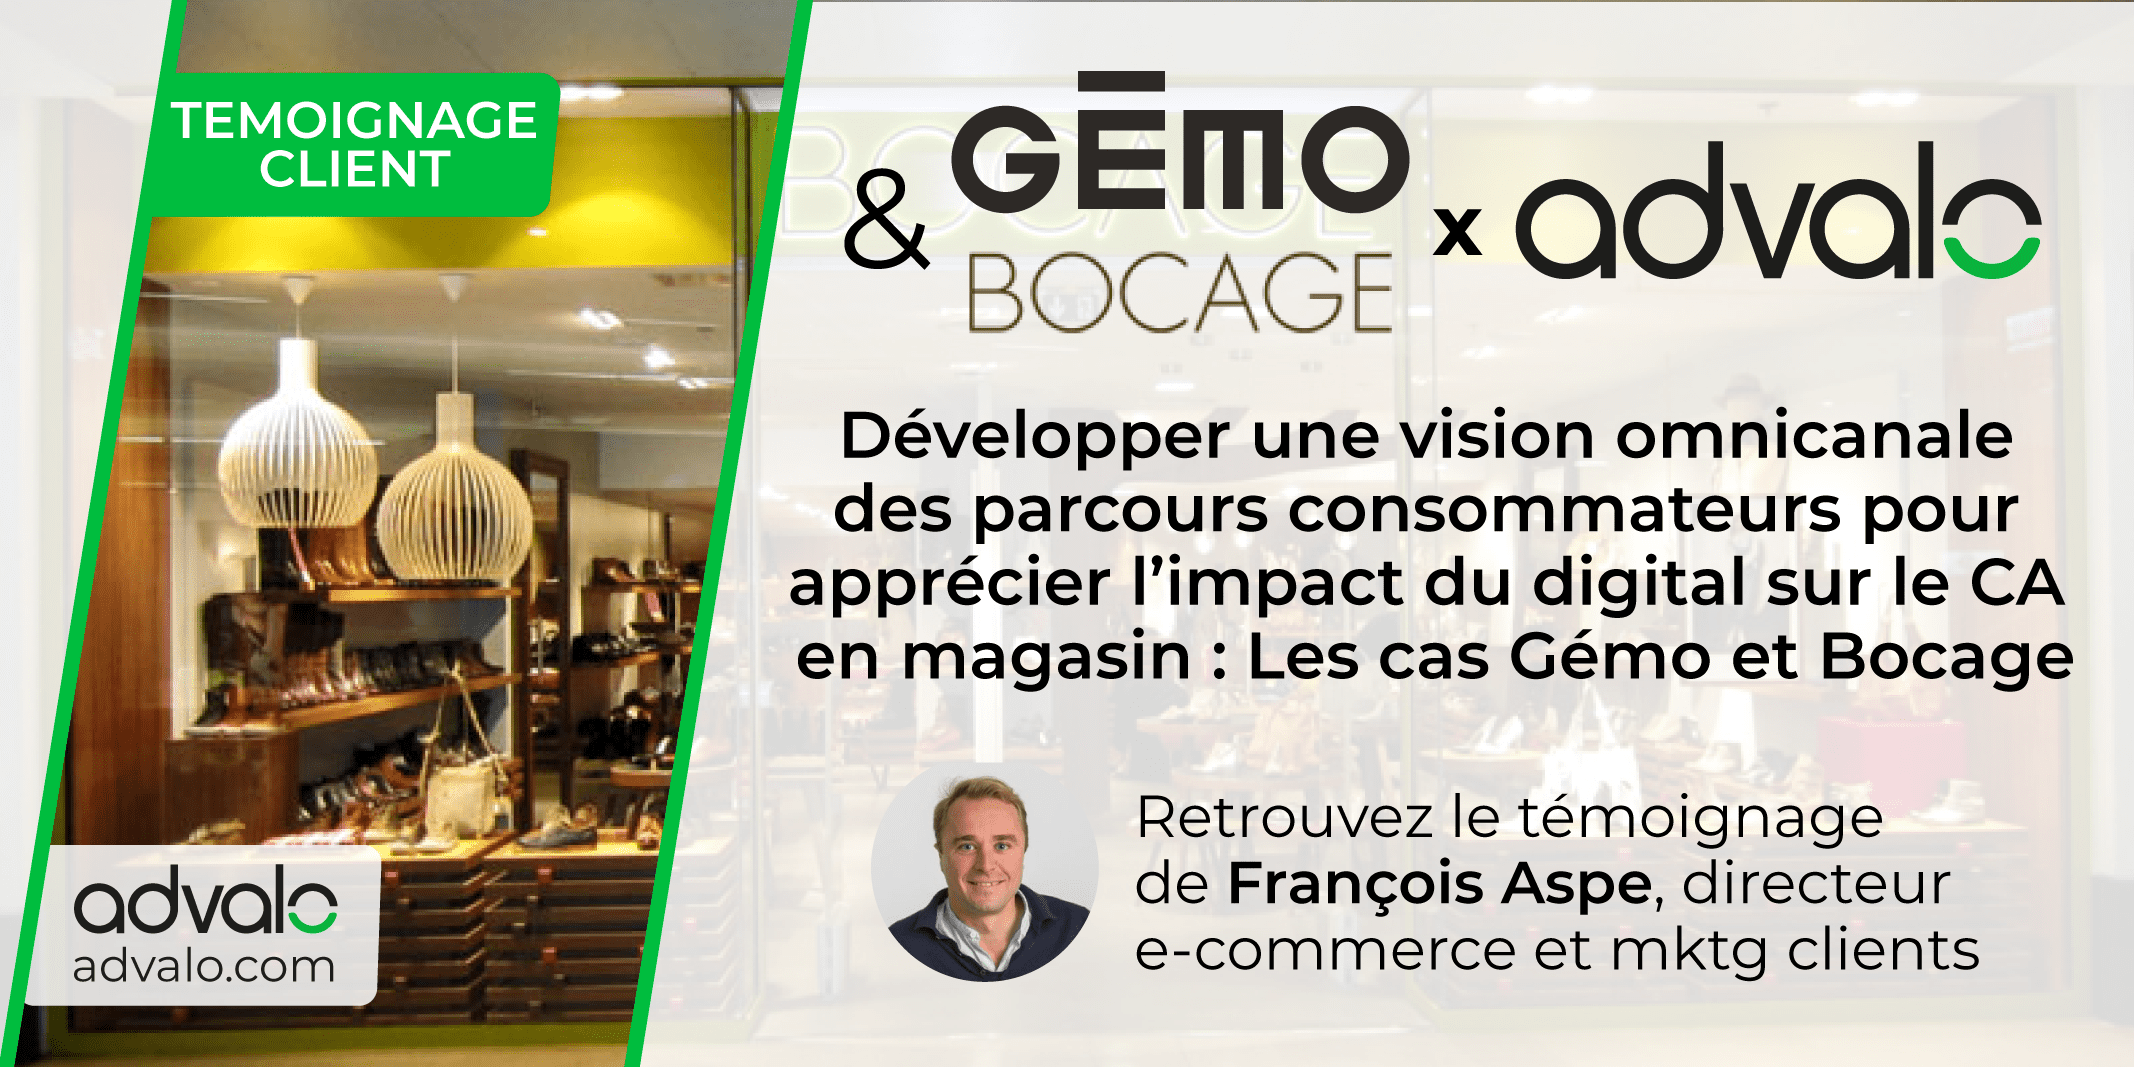 TEMOIGNAGE
CLIENT
& GĒMO
BOCAGE
x advalo
BOCAGE
Développer une vision omnicanale
des parcours consommateurs pour
apprécier l’impact du digital sur le CA
en magasin : Les cas Gémo et Bocage
Retrouvez le témoignage
de François Aspe, directeur
e-commerce et mktg clients
advalo
advalo.com